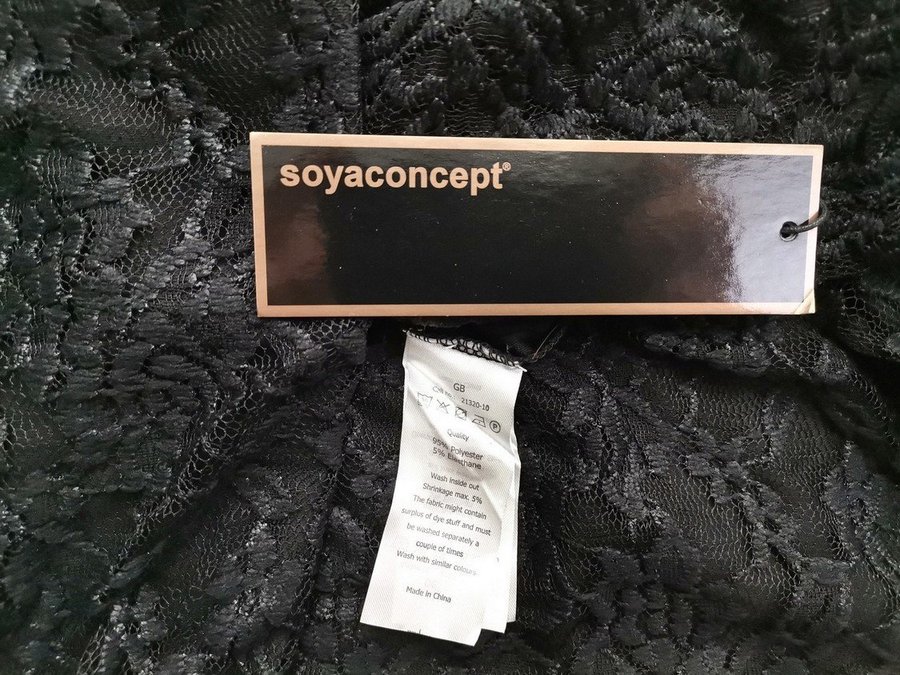 soyaconcept®
GB
21320-10
P
Quality
95% Polyester
5% Elasthane
Wash inside out
Shrinkage max. 5%
The fabric might contain
surplus of dye stuff and must
be washed separately a
couple of times
Wash with similar colours
Made in China